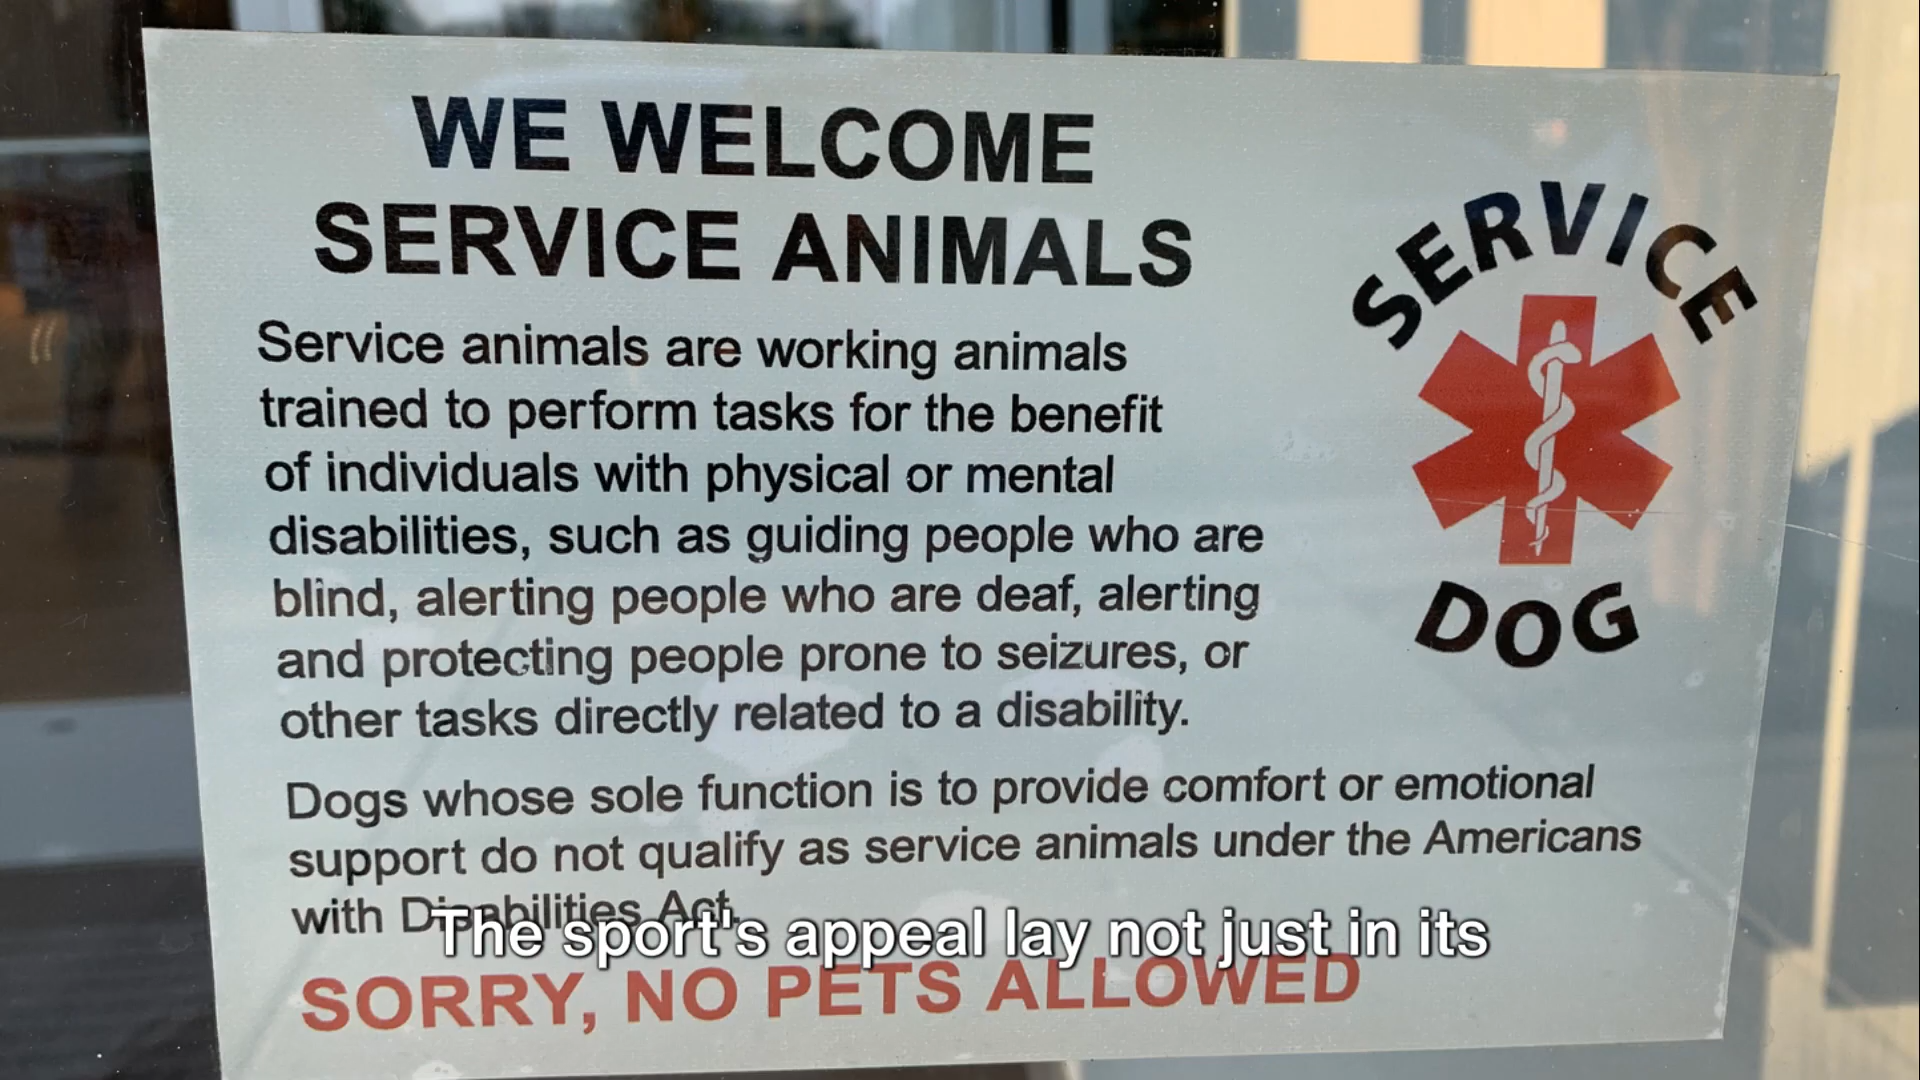 WE WELCOME
SERVICE ANIMALS
Service animals are working animals
trained to perform tasks for the benefit
of individuals with physical or mental
disabilities, such as guiding people who are
blind, alerting people who are deaf, alerting
and protecting people prone to seizures, or
other tasks directly related to a disability.
Dogs whose sole function is to provide comfort or emotional
support do not qualify as service animals under the Americans
with Disabilities Act.
SORRY, NO PETS ALLOWED
SERVICE
DOG
The sport's appeal lay not just in its